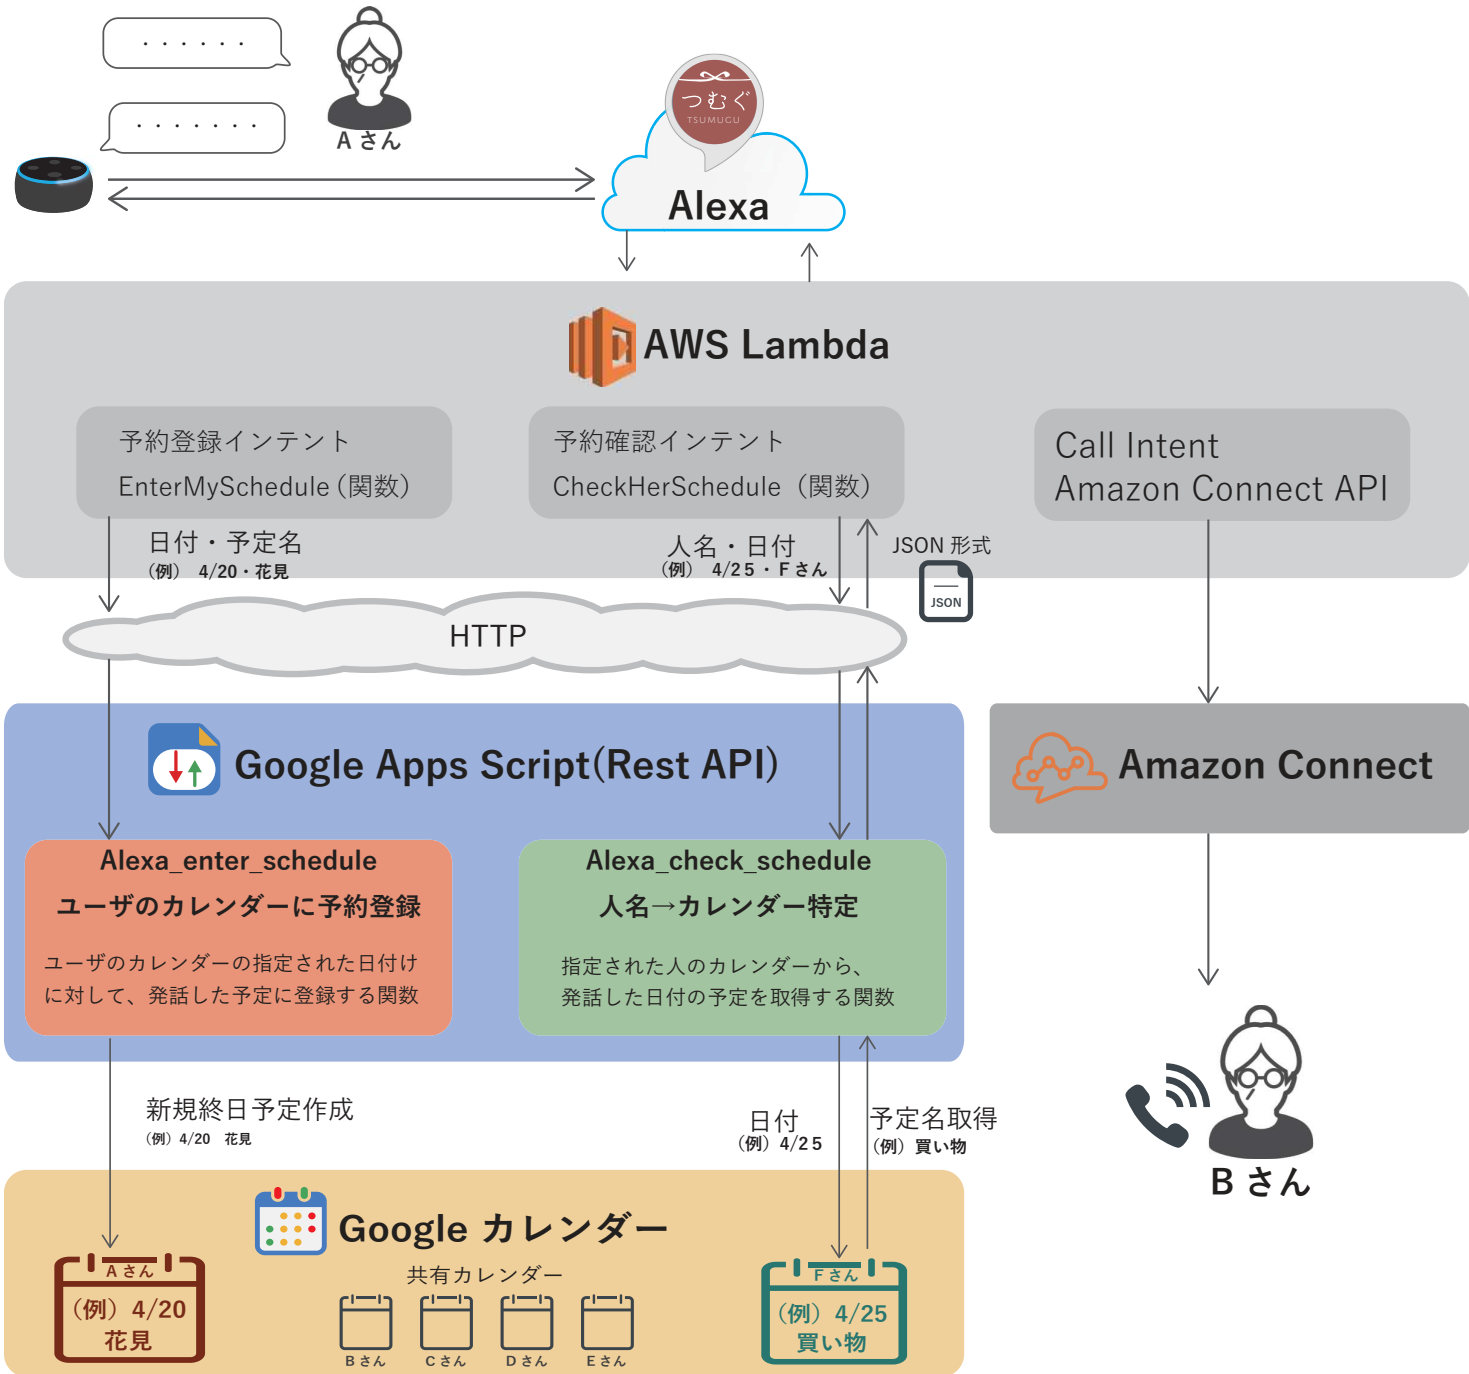 ・・・・・・
・・・・・・・
A さん
つむぐ
TSUMUGU
Alexa
AWS Lambda
予約登録インテント
EnterMySchedule（関数）
予約確認インテント
CheckHerSchedule（関数）
Call Intent
Amazon Connect API
日付・予定名
（例） 4/20・花見
人名・日付
（例） 4/2５・Ｆさん
JSON 形式
JSON
HTTP
Google Apps Script(Rest API)
Amazon Connect
Alexa_enter_schedule
ユーザのカレンダーに予約登録
ユーザのカレンダーの指定された日付け
に対して、発話した予定に登録する関数
Alexa_check_schedule
人名→カレンダー特定
指定された人のカレンダーから、
発話した日付の予定を取得する関数
新規終日予定作成
（例）4/20　花見
日付
（例）4/2５
予定名取得
（例）買い物
B さん
Google カレンダー
共有カレンダー
A さん
（例）4/20
花見
B さん
C さん
D さん
E さん
F さん
（例）4/25
買い物